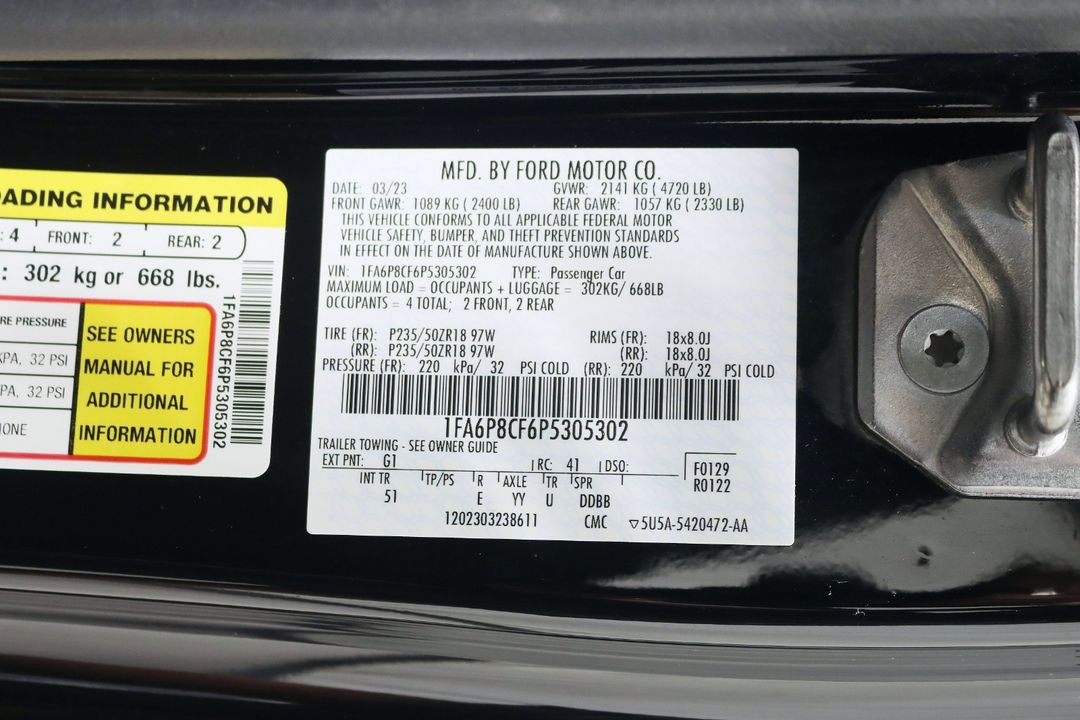 OADING INFORMATION
: 4 FRONT: 2 REAR: 2
: 302 kg or 668 lbs.
RE PRESSURE
KPA, 32 PSI
KPA, 32 PSI
ONE
SEE OWNERS
MANUAL FOR
ADDITIONAL
INFORMATION
1FA6P8CF6P5305302
MFD. BY FORD MOTOR CO.
DATE: 03/23 GVWR: 2141 KG ( 4720 LB)
FRONT GAWR: 1089 KG ( 2400 LB) REAR GAWR: 1057 KG ( 2330 LB)
THIS VEHICLE CONFORMS TO ALL APPLICABLE FEDERAL MOTOR
VEHICLE SAFETY, BUMPER, AND THEFT PREVENTION STANDARDS
IN EFFECT ON THE DATE OF MANUFACTURE SHOWN ABOVE.
VIN: 1FA6P8CF6P5305302 TYPE: Passenger Car
MAXIMUM LOAD = OCCUPANTS + LUGGAGE = 302KG/ 668LB
OCCUPANTS = 4 TOTAL; 2 FRONT, 2 REAR
TIRE (FR): P235/50ZR18 97W RIMS (FR): 18x8.0J
(RR): P235/50ZR18 97W (RR): 18x8.0J
PRESSURE (FR): 220 kPa/ 32 PSI COLD (RR): 220 kPa/ 32 PSI COLD
1FA6P8CF6P5305302
TRAILER TOWING - SEE OWNER GUIDE
EXT PNT: G1 RC: 41 DSO: F0129
R0122
INT TR TP/PS R AXLE TR SPR
51 E YY U DDBB
1202303238611 CMC ▽5U5A-5420472-AA